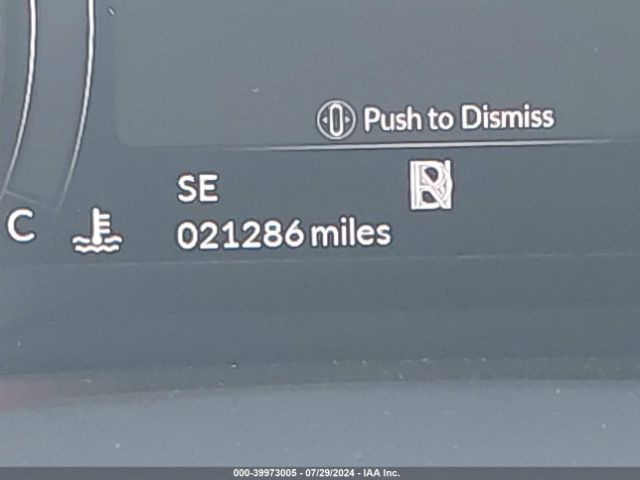 Push to Dismiss
SE
021286 miles
C
000-39973005 - 07/29/2024 - IAA Inc.